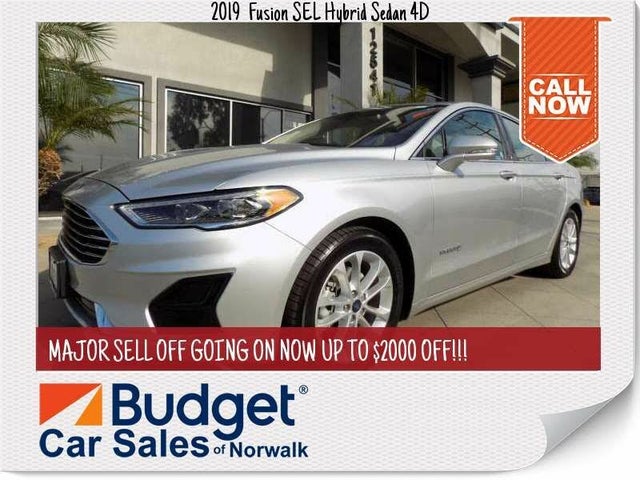 2019 Fusion SEL Hybrid Sedan 4D
12541
CALL
NOW
MAJOR SELL OFF GOING ON NOW UP TO $2000 OFF!!!
Budget®
Car Sales of Norwalk